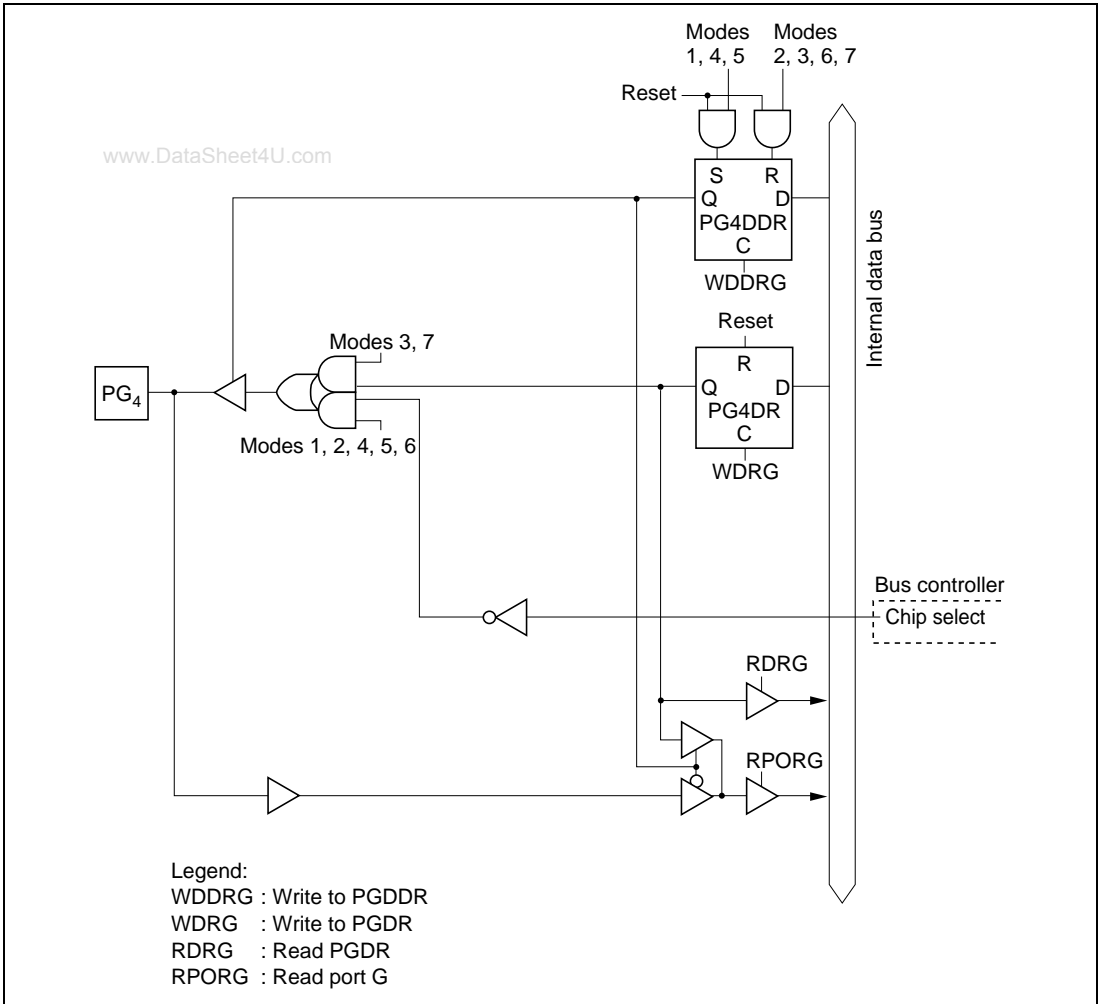 Modes
1, 4, 5
Modes
2, 3, 6, 7
Reset
www.DataSheet4U.com
S R
Q D
PG4DDR
C
WDDRG
Internal data bus
Reset
Modes 3, 7
R
PG4
Q D
PG4DR
C
Modes 1, 2, 4, 5, 6
WDRG
Bus controller
Chip select
RDRG
RPORG
Legend:
WDDRG : Write to PGDDR
WDRG : Write to PGDR
RDRG : Read PGDR
RPORG : Read port G